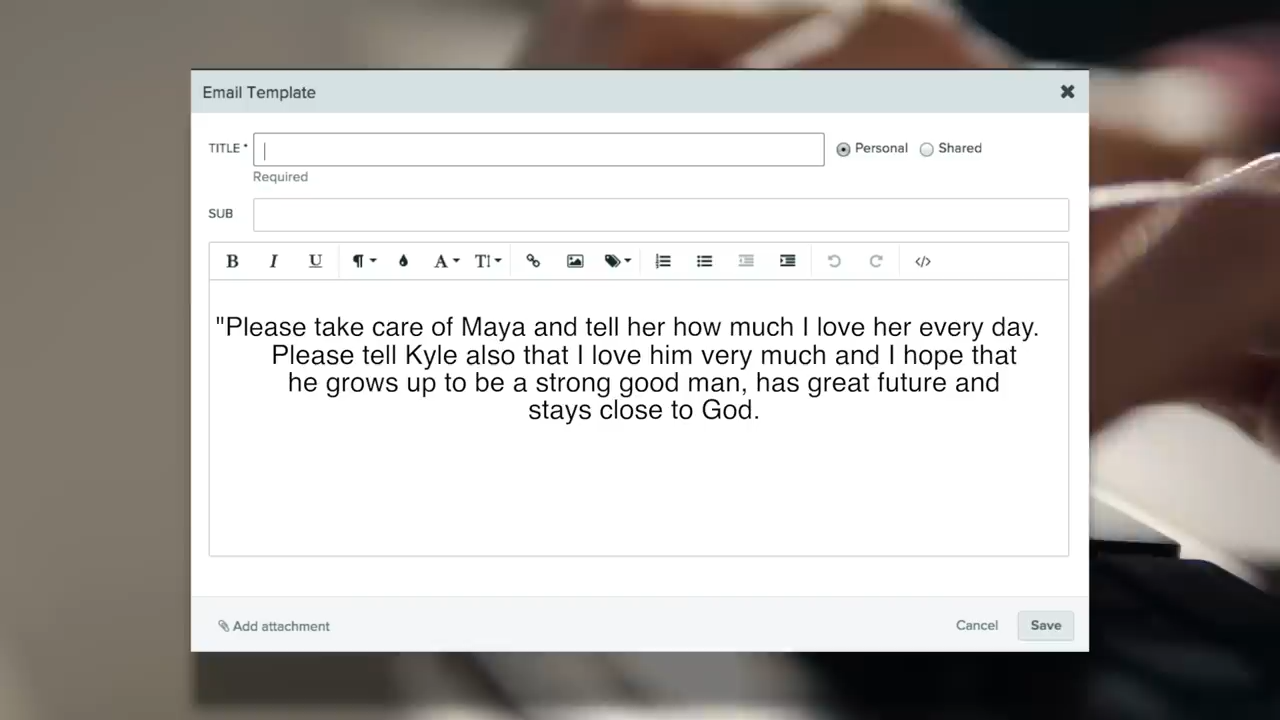 Email Template
TITLE *
Personal
Shared
Required
SUB
"Please take care of Maya and tell her how much I love her every day.
Please tell Kyle also that I love him very much and I hope that
he grows up to be a strong good man, has great future and
stays close to God.
Add attachment
Cancel
Save